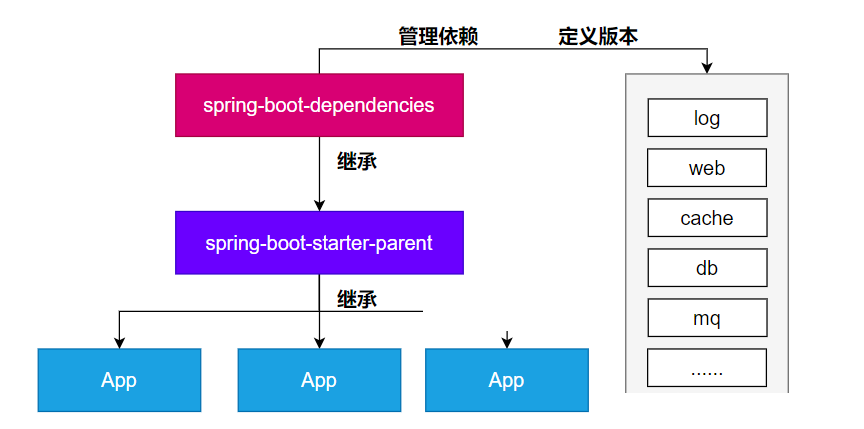 管理依赖
定义版本
spring-boot-dependencies
log
继承
web
cache
spring-boot-starter-parent
db
继承
mq
App
App
App
......